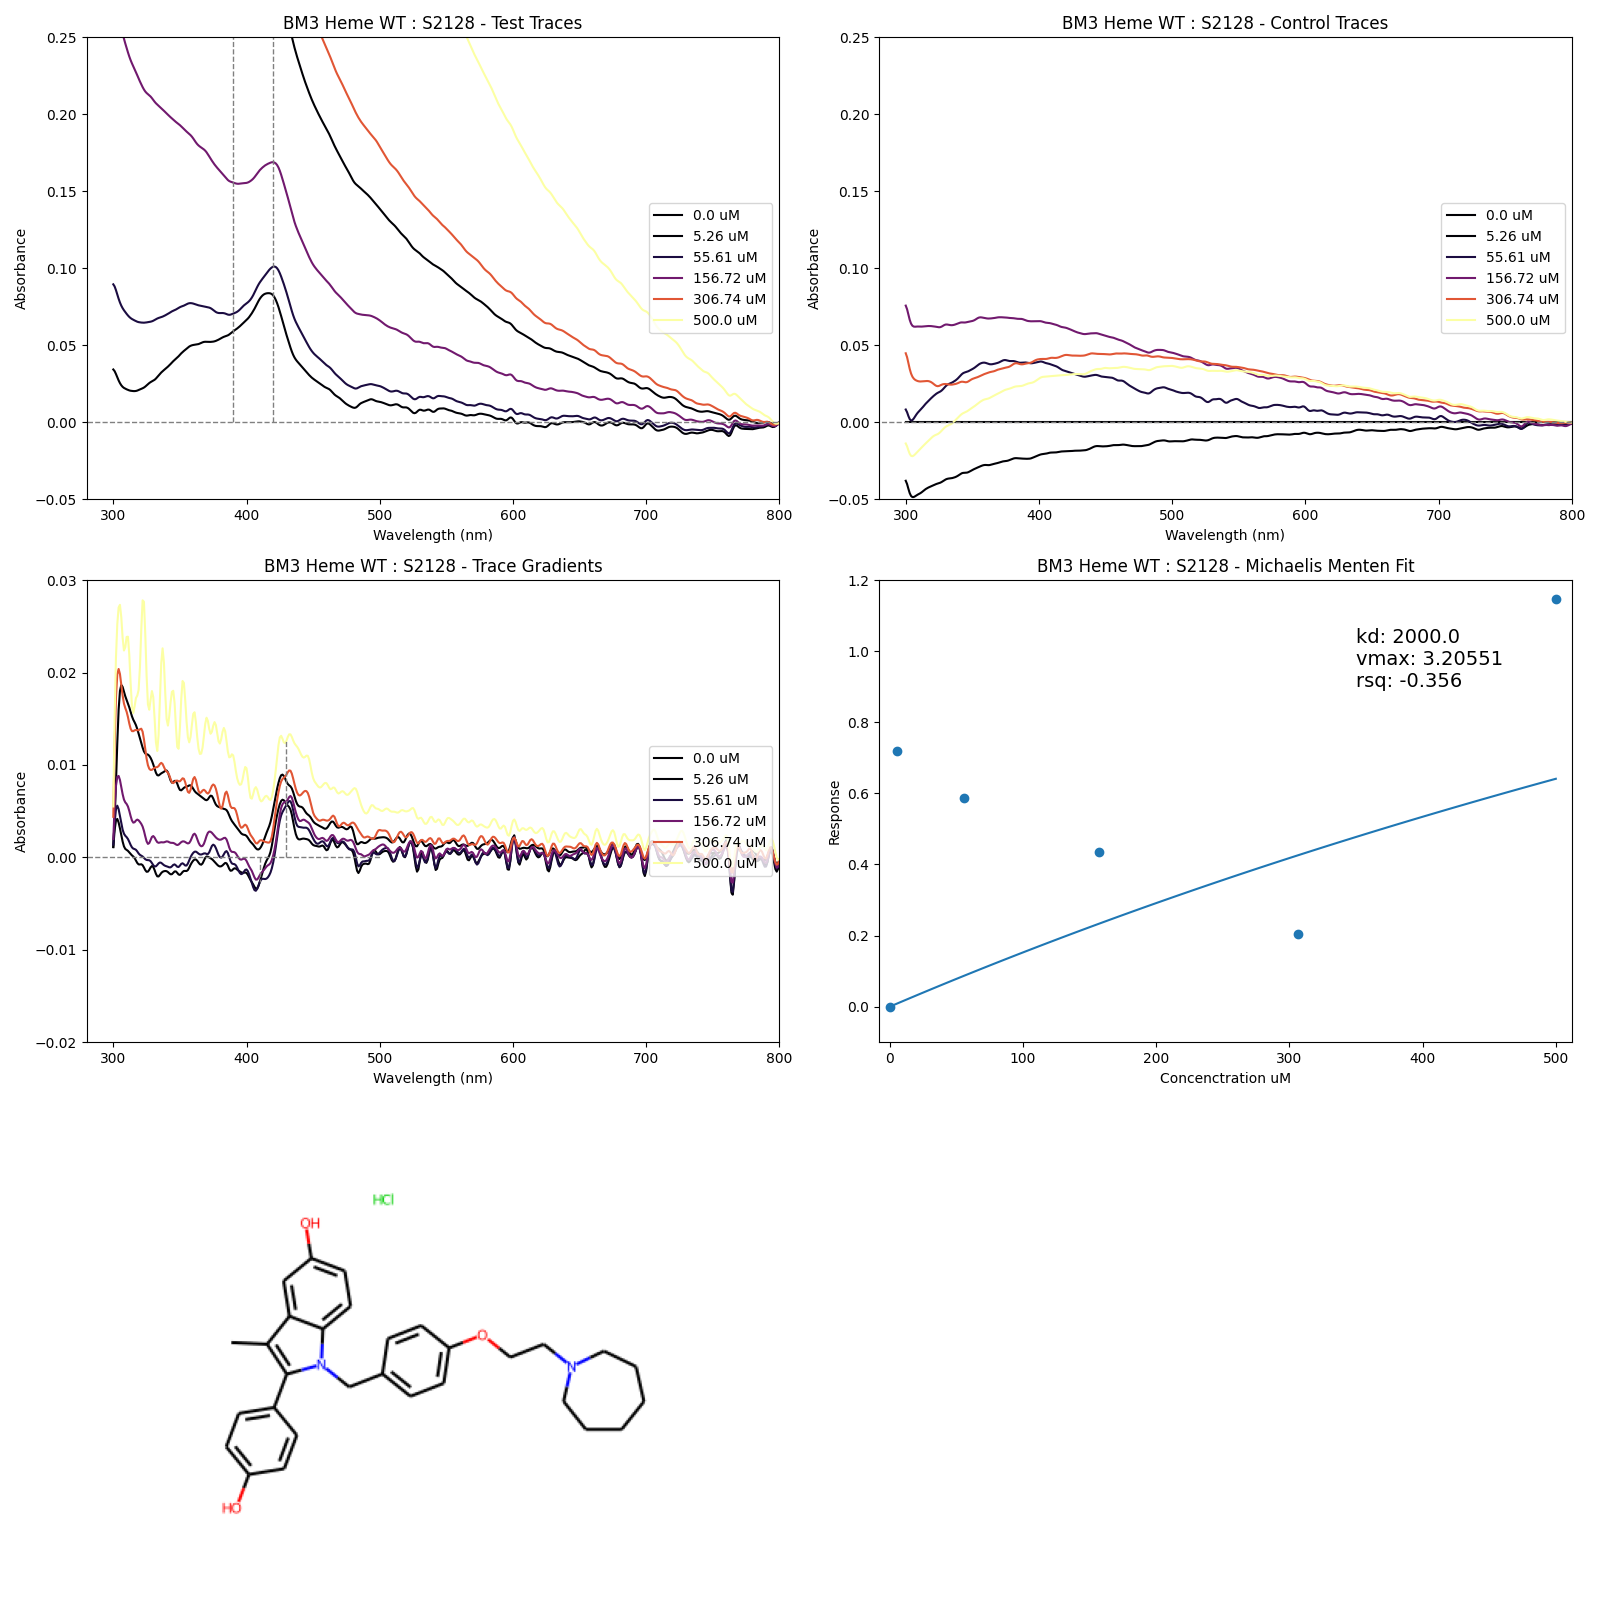 BM3 Heme WT : S2128 - Test Traces
0.25
0.20
0.15
0.10
0.05
0.00
−0.05
Absorbance
300 400 500 600 700 800
Wavelength (nm)
0.0 uM
5.26 uM
55.61 uM
156.72 uM
306.74 uM
500.0 uM
BM3 Heme WT : S2128 - Control Traces
0.25
0.20
0.15
0.10
0.05
0.00
−0.05
Absorbance
300 400 500 600 700 800
Wavelength (nm)
0.0 uM
5.26 uM
55.61 uM
156.72 uM
306.74 uM
500.0 uM
BM3 Heme WT : S2128 - Trace Gradients
0.03
0.02
0.01
0.00
−0.01
−0.02
Absorbance
300 400 500 600 700 800
Wavelength (nm)
0.0 uM
5.26 uM
55.61 uM
156.72 uM
306.74 uM
500.0 uM
BM3 Heme WT : S2128 - Michaelis Menten Fit
1.2
1.0
0.8
0.6
0.4
0.2
0.0
Response
0 100 200 300 400 500
Concenctration uM
kd: 2000.0
vmax: 3.20551
rsq: -0.356
HCl
OH
O
N
N
HO